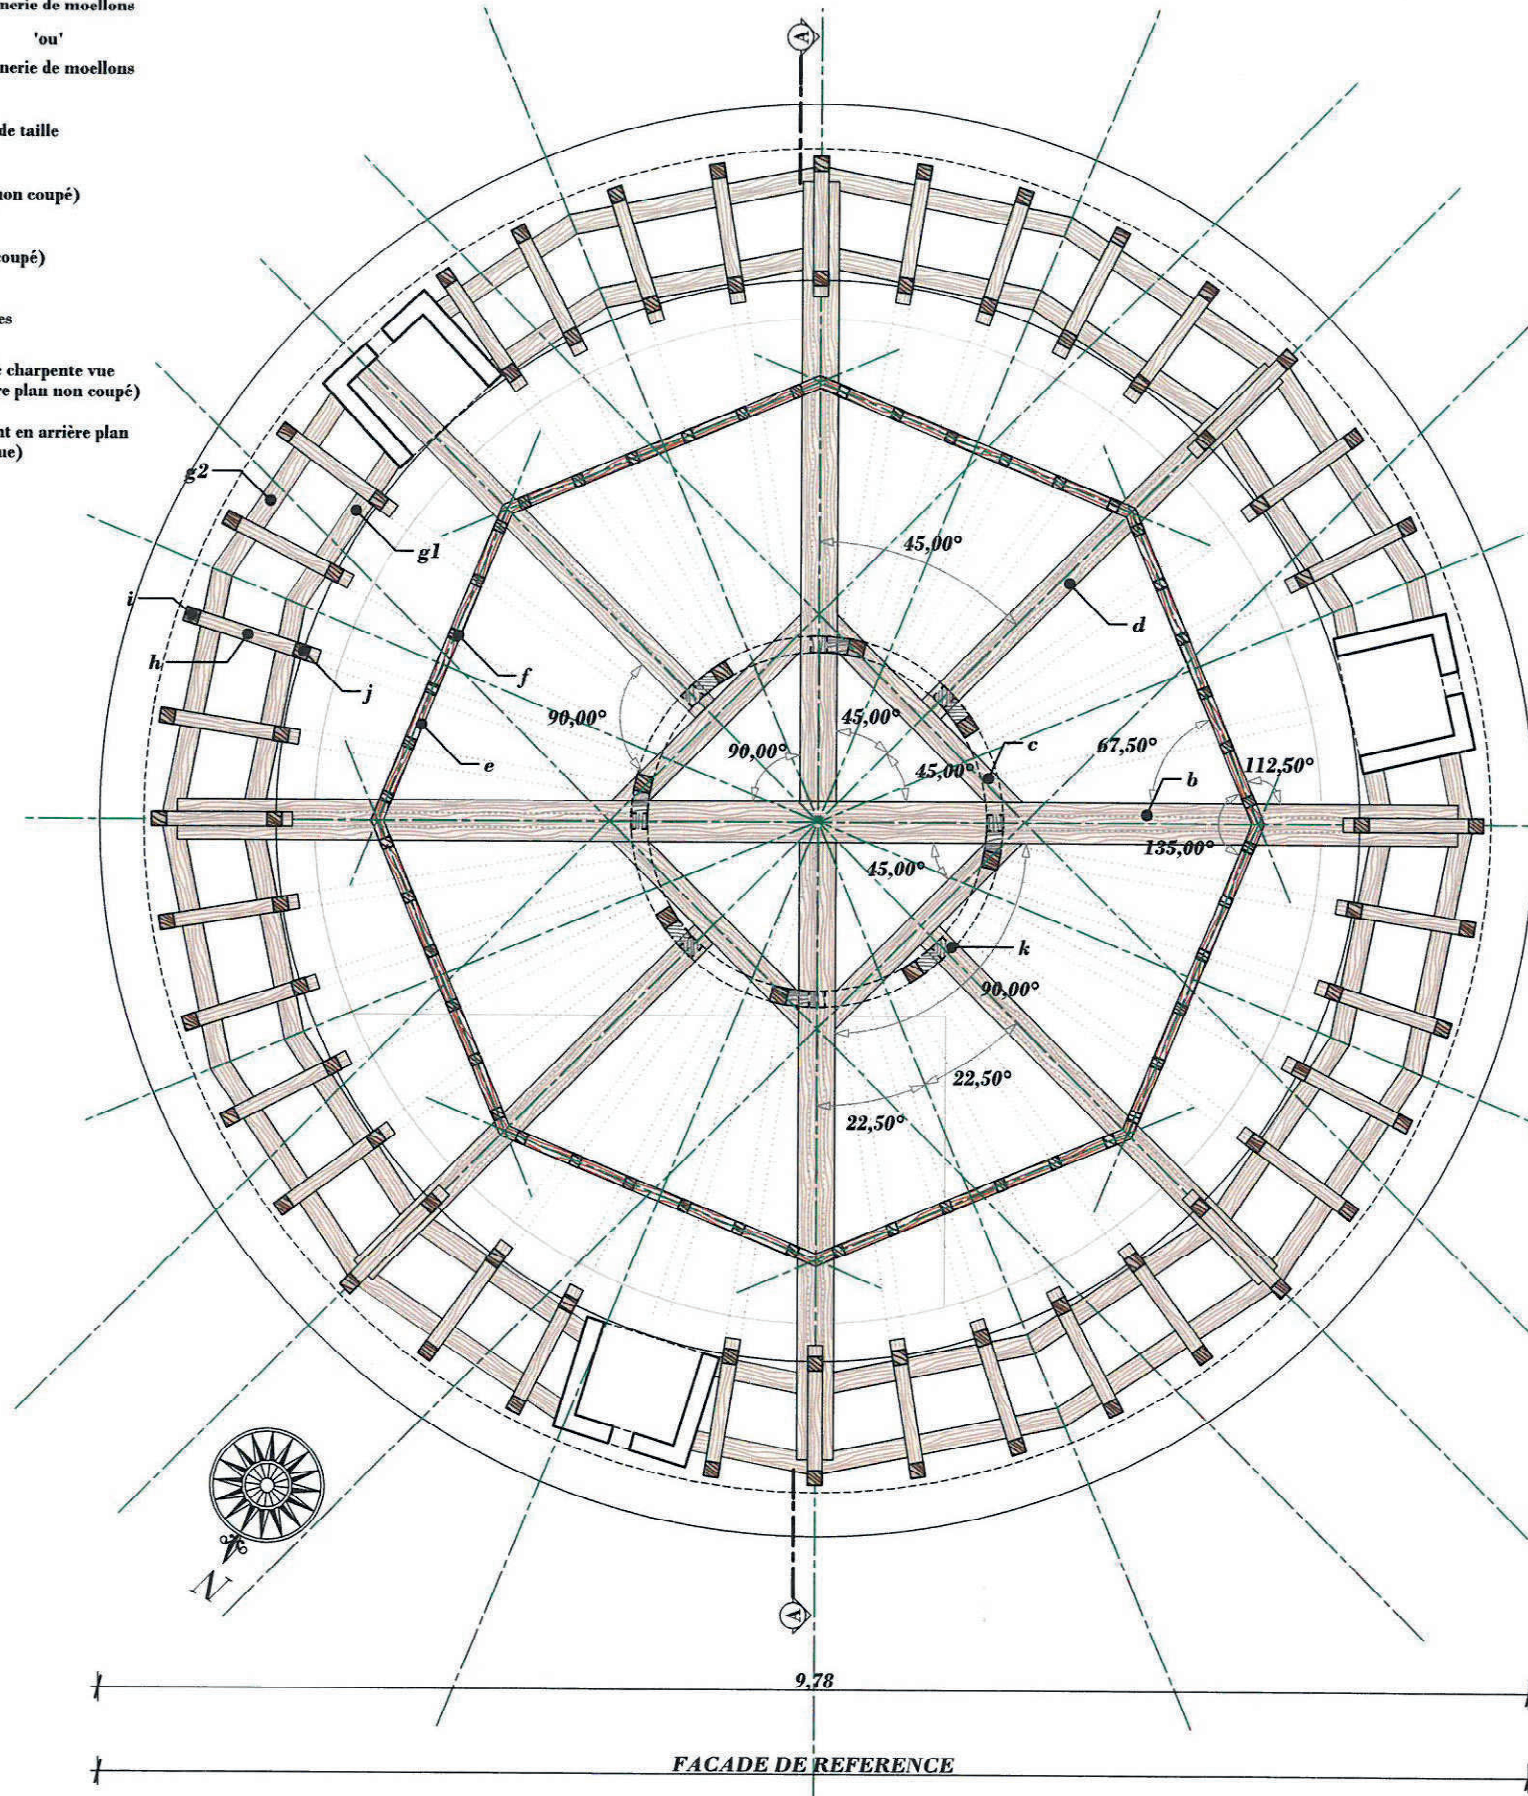 nerie de moellons
'ou'
nerie de moellons
de taille
non coupé)
coupé)
es
charpente vue
re plan non coupé)
nt en arrière plan
ue)
A
g2
g1
i
h
j
f
e
45,00°
d
90,00°
90,00°
45,00°
45,00°
c
67,50°
112,50°
b
135,00°
45,00°
k
90,00°
22,50°
22,50°
N
A
9,78
FACADE DE REFERENCE